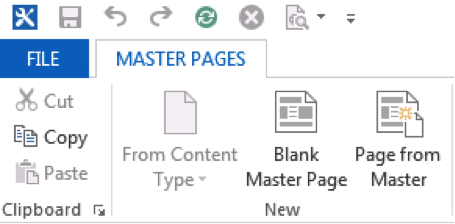 FILE
MASTER PAGES
Cut
Copy
Paste
Clipboard
From Content
Type
Blank
Master Page
Page from
Master
New